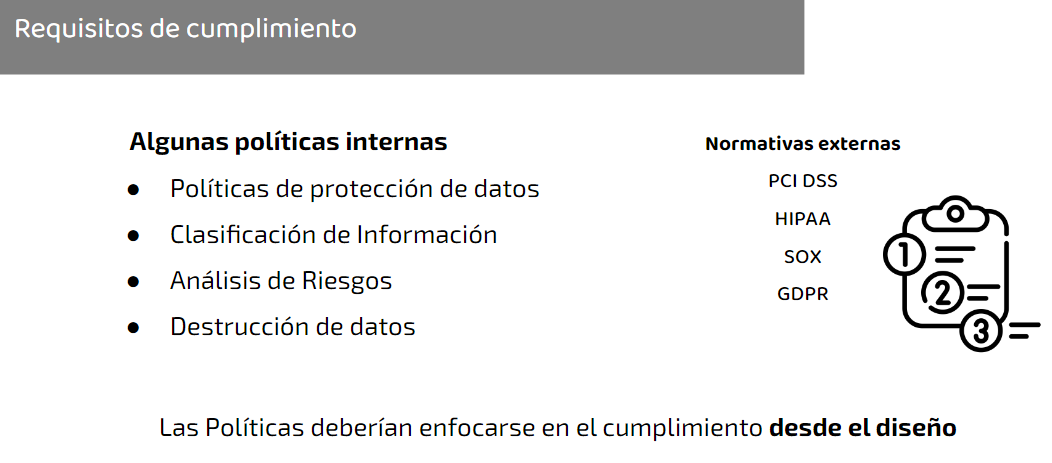 Requisitos de cumplimiento
Algunas políticas internas
● Políticas de protección de datos
● Clasificación de Información
● Análisis de Riesgos
● Destrucción de datos
Normativas externas
PCI DSS
HIPAA
SOX
GDPR
1
2
3
Las Políticas deberían enfocarse en el cumplimiento desde el diseño